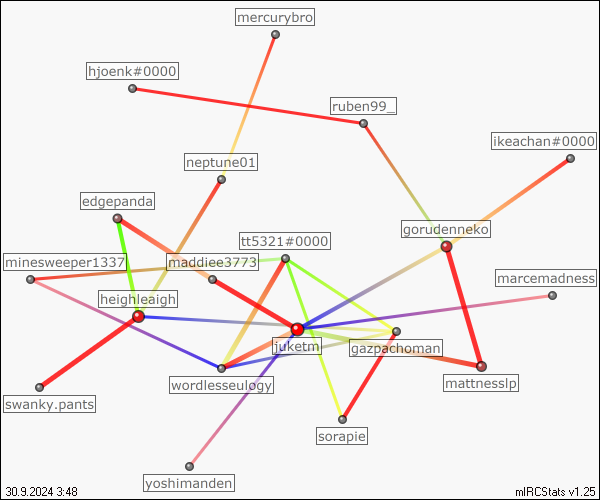 mercurybro
hjoenk#0000
ruben99_
ikeachan#0000
neptune01
edgepanda
gorudenneko
tt5321#0000
minesweeper1337
maddiee3773
marcemadness
heighleaigh
juketm
gazpachoman
wordlesseulogy
mattnesslp
swanky.pants
sorapie
yoshimanden
30.9.2024 3:48
mIRCStats v1.25